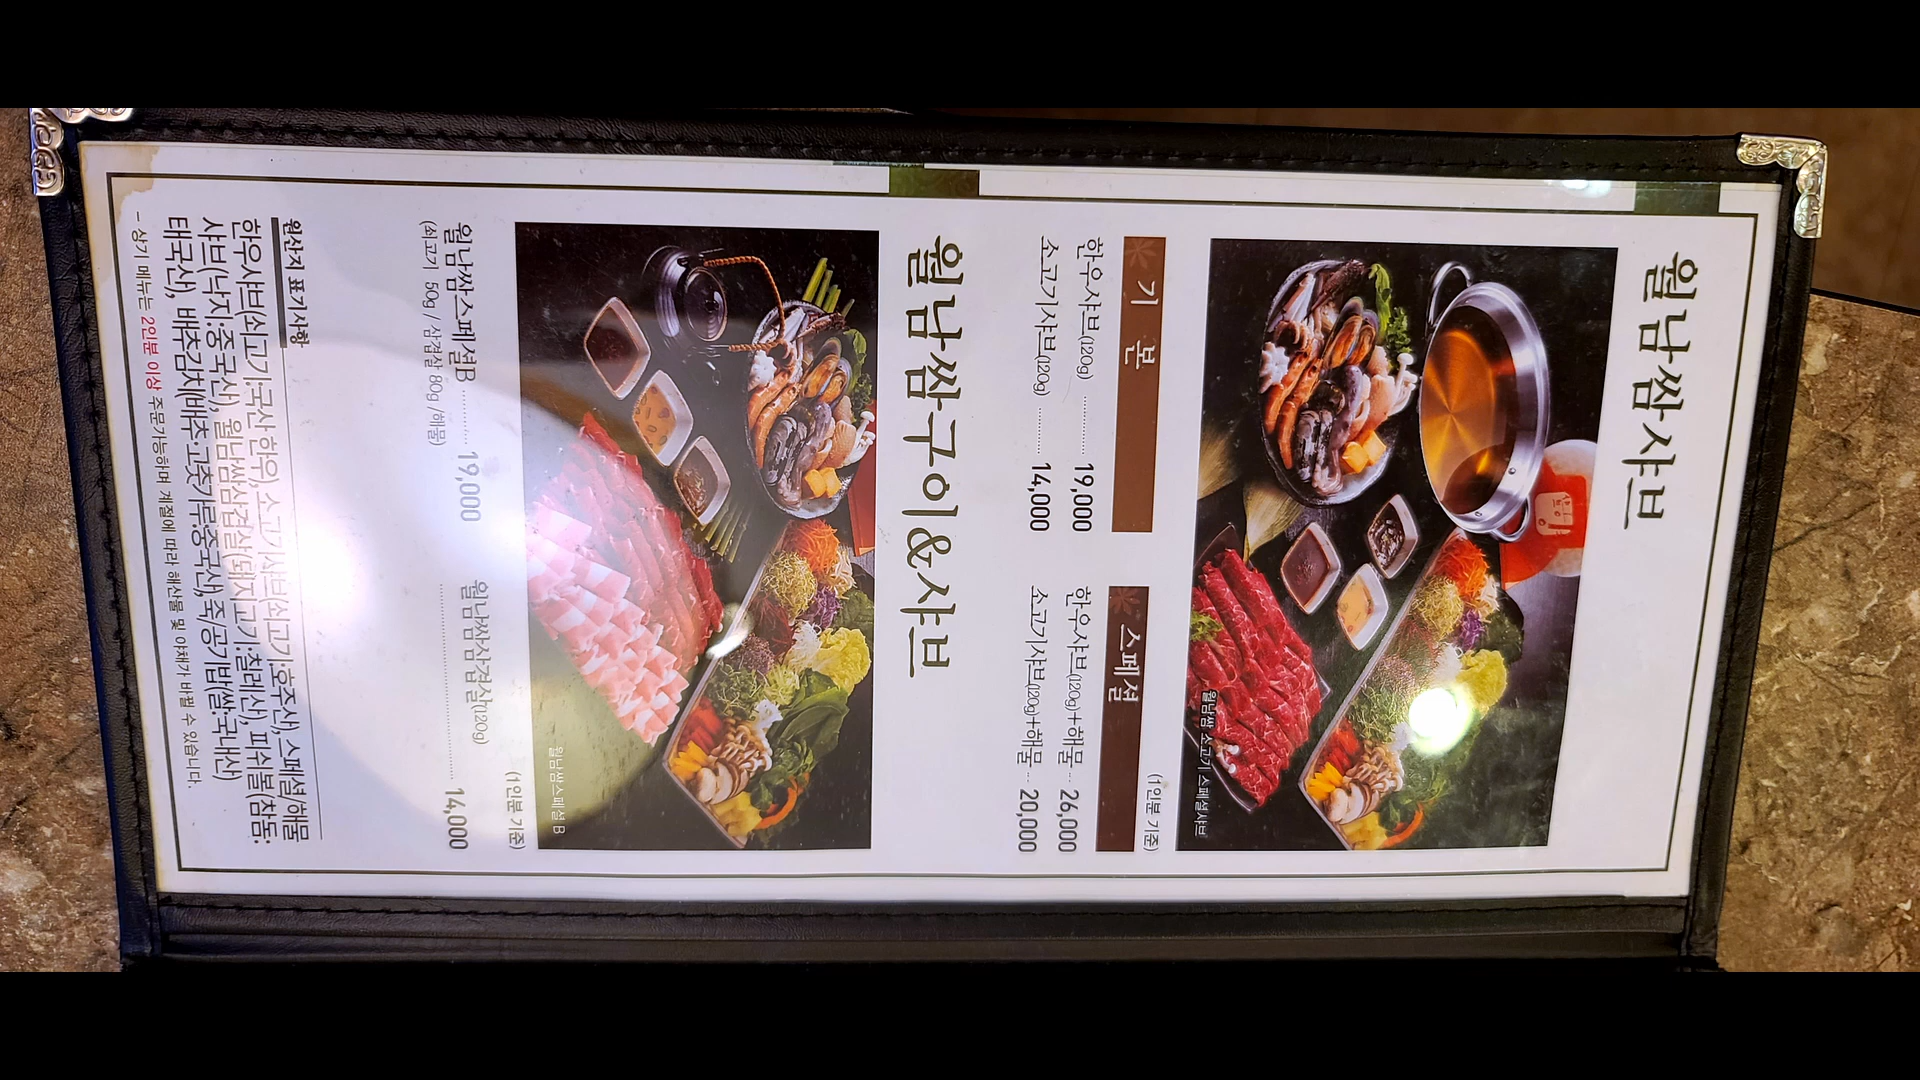 월남쌈샤브
월남쌈 소고기 스페셜샤브
(1인분 기준)
기 본
한우샤브(120g) 19,000
소고기샤브(120g) 14,000
스페셜
한우샤브(120g)+해물 26,000
소고기샤브(120g)+해물 20,000
월남쌈구이&샤브
월남쌈스페셜 B
(1인분 기준)
월남쌈스페셜B 19,000
(쇠고기 50g / 삼겹살 80g /해물)
월남쌈삼겹살(120g)
14,000
원산지 표기사항
한우샤브(쇠고기:국산 한우), 소고기샤브(쇠고기:호주산), 스페셜/해물
샤브(낙지:중국산), 월남쌈삼겹살(돼지고기:칠레산), 피쉬볼(참돔:
태국산), 배추김치(배추·고춧가루:중국산), 죽/공기밥(쌀:국내산)
- 상기 메뉴는 2인분 이상 주문가능하며 계절에 따라 해산물 및 야채가 바뀔 수 있습니다.